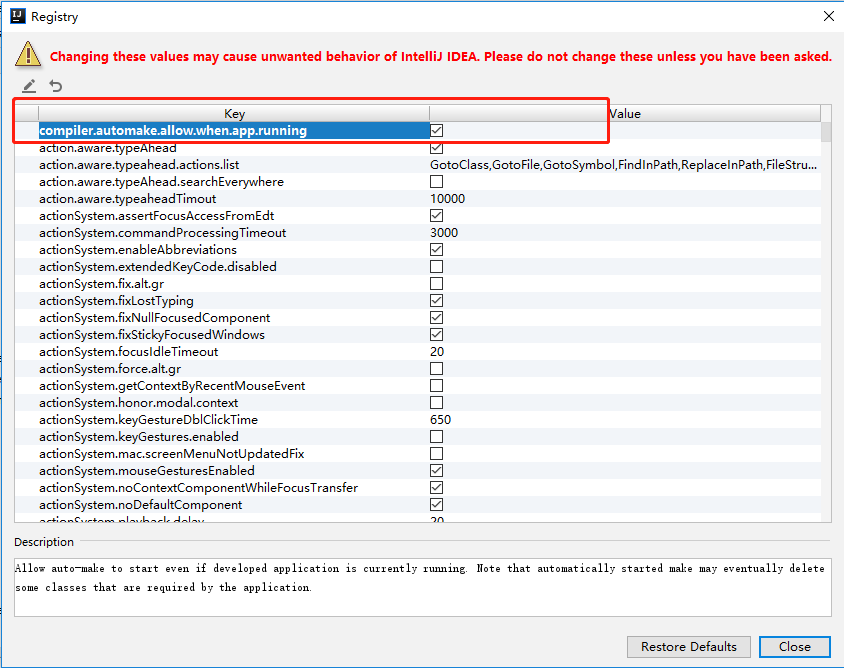 Registry
Changing these values may cause unwanted behavior of IntelliJ IDEA. Please do not change these unless you have been asked.
Key Value
compiler.automake.allow.when.app.running
action.aware.typeAhead
action.aware.typeahead.actions.list GotoClass,GotoFile,GotoSymbol,FindInPath,ReplaceInPath,FileStru...
action.aware.typeAhead.searchEverywhere
action.aware.typeaheadTimout 10000
actionSystem.assertFocusAccessFromEdt
actionSystem.commandProcessingTimeout 3000
actionSystem.enableAbbreviations
actionSystem.extendedKeyCode.disabled
actionSystem.fix.alt.gr
actionSystem.fixLostTyping
actionSystem.fixNullFocusedComponent
actionSystem.fixStickyFocusedWindows
actionSystem.focusIdleTimeout 20
actionSystem.force.alt.gr
actionSystem.getContextByRecentMouseEvent
actionSystem.honor.modal.context
actionSystem.keyGestureDblClickTime 650
actionSystem.keyGestures.enabled
actionSystem.mac.screenMenuNotUpdatedFix
actionSystem.mouseGesturesEnabled
actionSystem.noContextComponentWhileFocusTransfer
actionSystem.noDefaultComponent
actionSystem.playback.delay 20
Description
Allow auto-make to start even if developed application is currently running. Note that automatically started make may eventually delete
some classes that are required by the application.
Restore Defaults Close